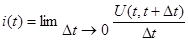 i(t) = lim Δt → 0 U(t, t + Δt) / Δt